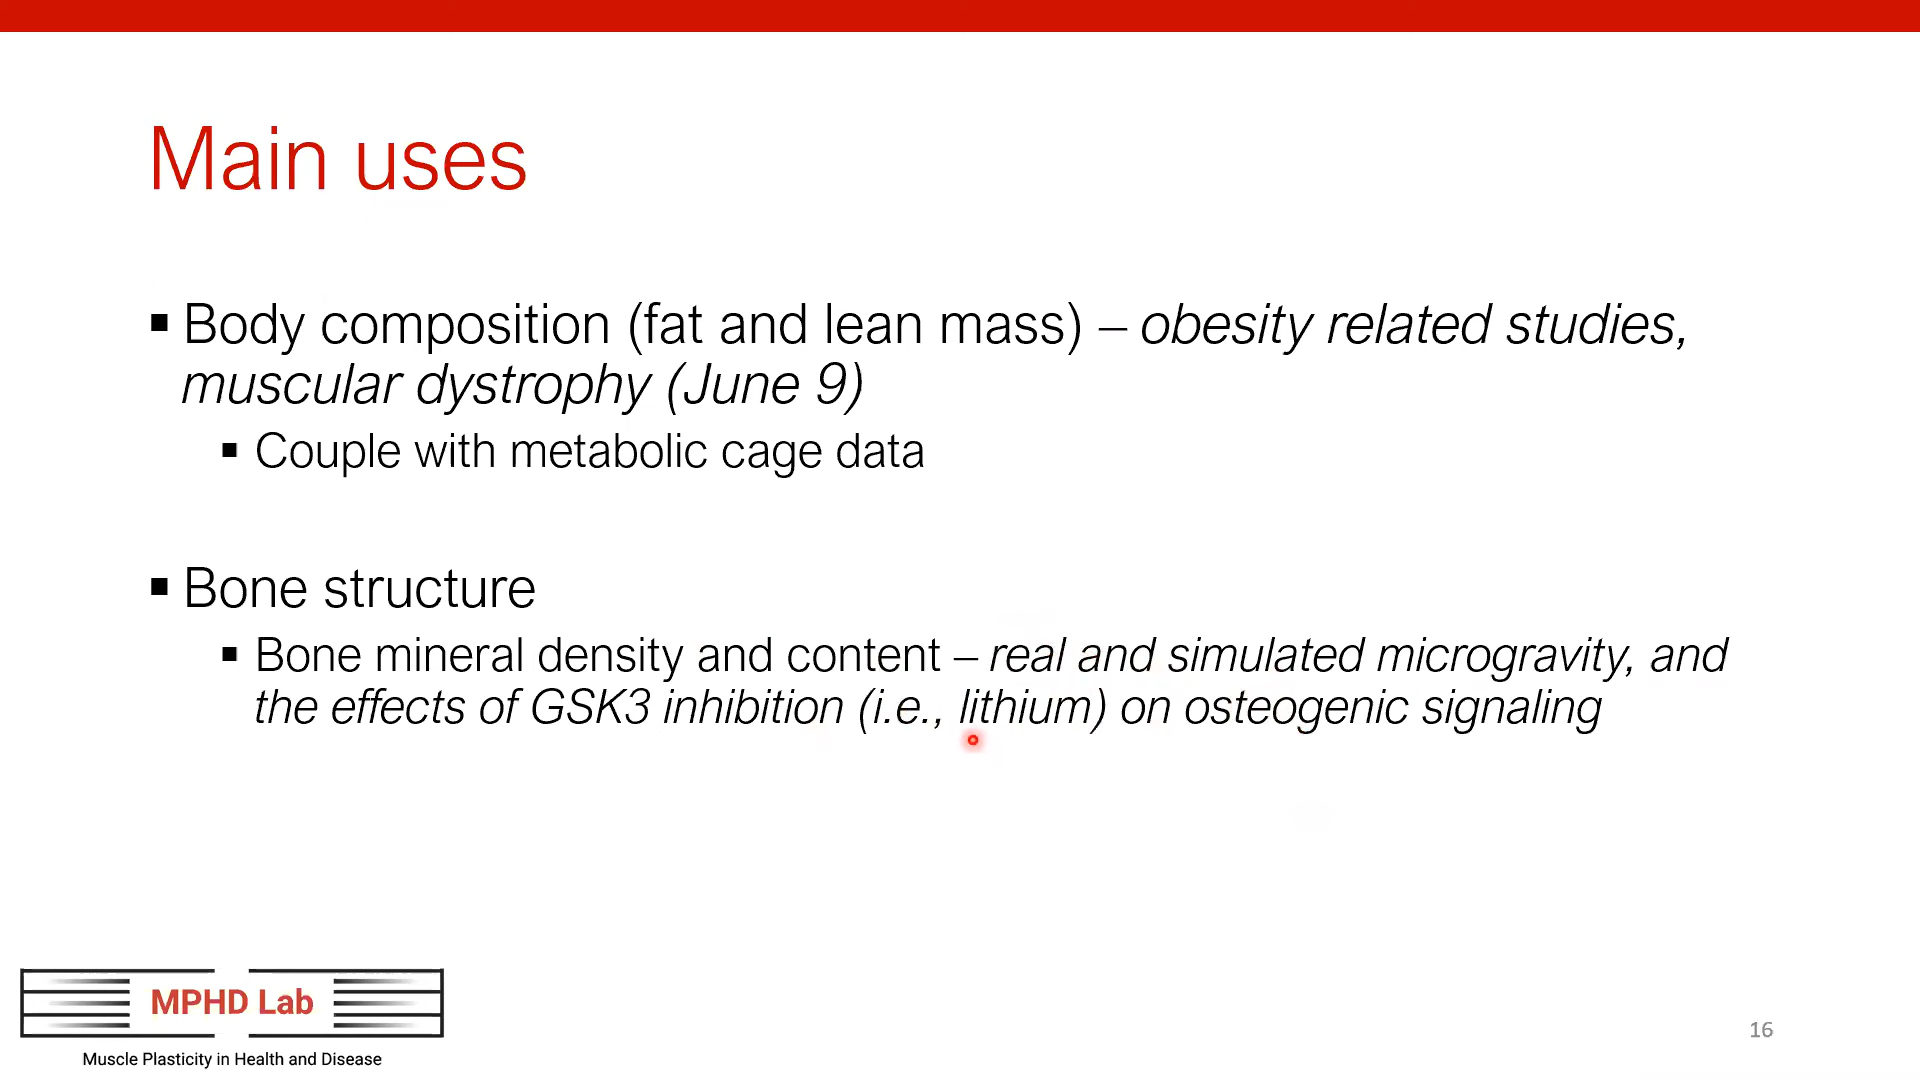 Main uses
▪ Body composition (fat and lean mass) – obesity related studies,
muscular dystrophy (June 9)
▪ Couple with metabolic cage data
▪ Bone structure
▪ Bone mineral density and content – real and simulated microgravity, and
the effects of GSK3 inhibition (i.e., lithium) on osteogenic signaling
MPHD Lab
Muscle Plasticity in Health and Disease
16